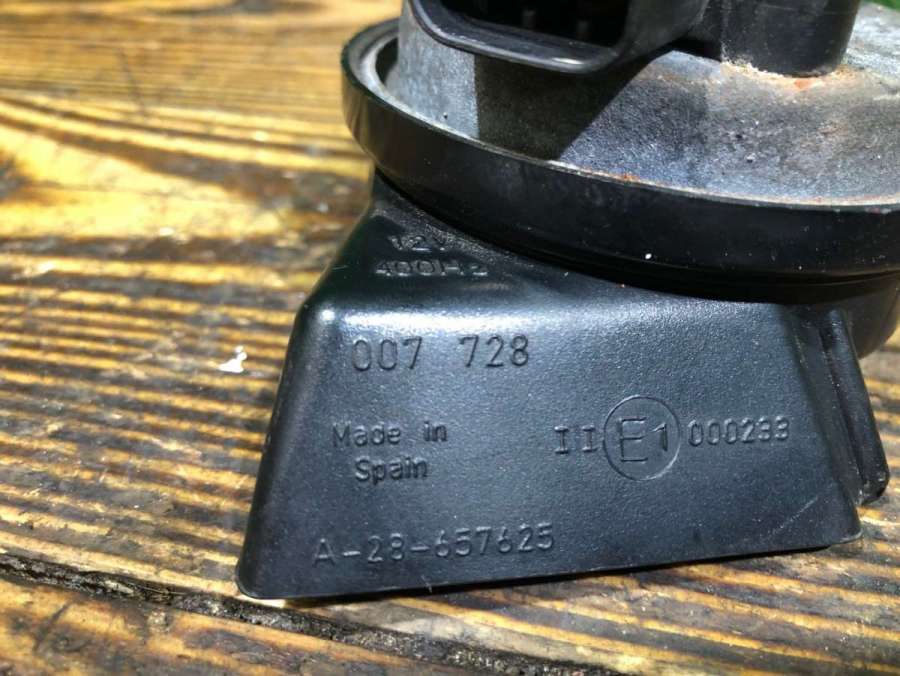 12V
400Hz
007 728
Made in
Spain
II E1 000233
A-28-657625